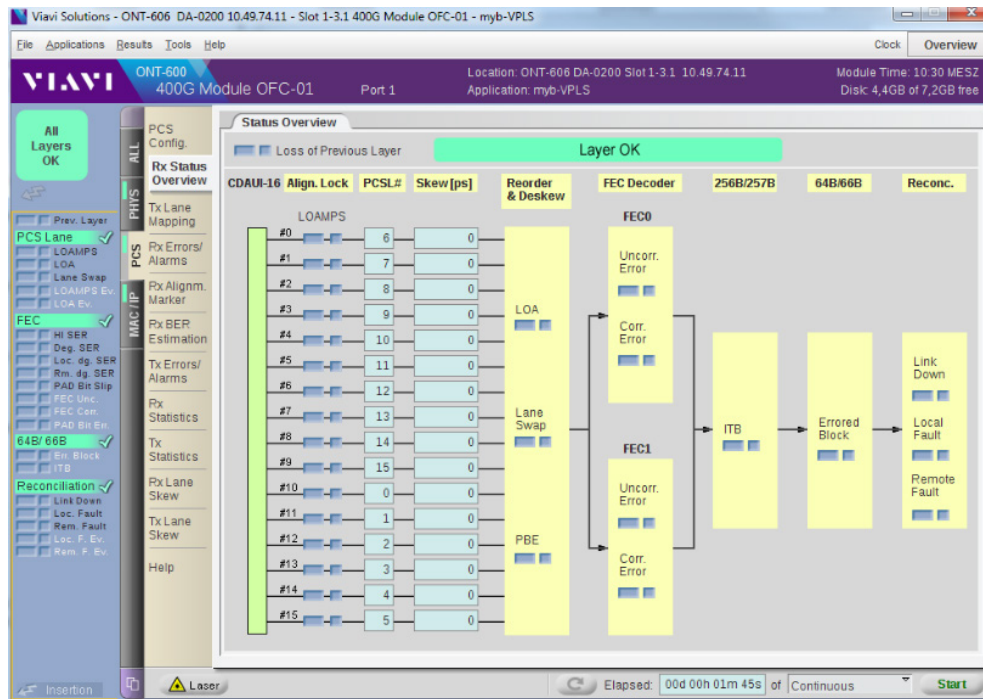 Viavi Solutions - ONT-606 DA-0200 10.49.74.11 - Slot 1-3.1 400G Module OFC-01 - myb-VPLS
File Applications Results Tools Help
Clock Overview
VIAVI
ONT-600
400G Module OFC-01
Port 1
Location: ONT-606 DA-0200 Slot 1-3.1 10.49.74.11
Application: myb-VPLS
Module Time: 10:30 MESZ
Disk: 4,4GB of 7,2GB free
All
Layers
OK
Prev. Layer
PCS Lane
LOAMPS
LOA
Lane Swap
LOAMPS Ev.
LOA Ev.
FEC
HI SER
Deg. SER
Loc. dg. SER
Rm. dg. SER
PAD Bit Slip
FEC Unc.
FEC Corr.
PAD Bit Err.
64B/ 66B
Err. Block
ITB
Reconciliation
Link Down
Loc. Fault
Rem. Fault
Loc. F. Ev.
Rem. F. Ev.
Insertion
ALL
PHYS
PCS
MAC / IP
PCS
Config.
Rx Status
Overview
Tx Lane
Mapping
Rx Errors/
Alarms
Rx Alignm.
Marker
Rx BER
Estimation
Tx Errors/
Alarms
Rx
Statistics
Tx
Statistics
Rx Lane
Skew
Tx Lane
Skew
Help
Status Overview
Loss of Previous Layer
Layer OK
CDAUI-16 Align. Lock PCSL# Skew [ps] Reorder & Deskew FEC Decoder 256B/257B 64B/66B Reconc.
LOAMPS
#0 6 0
#1 7 0
#2 8 0
#3 9 0
#4 10 0
#5 11 0
#6 12 0
#7 13 0
#8 14 0
#9 15 0
#10 0 0
#11 1 0
#12 2 0
#13 3 0
#14 4 0
#15 5 0
LOA
Lane
Swap
PBE
FEC0
Uncorr.
Error
Corr.
Error
FEC1
Uncorr.
Error
Corr.
Error
ITB
Errored
Block
Link
Down
Local
Fault
Remote
Fault
Laser
Elapsed: 00d 00h 01m 45s of Continuous
Start